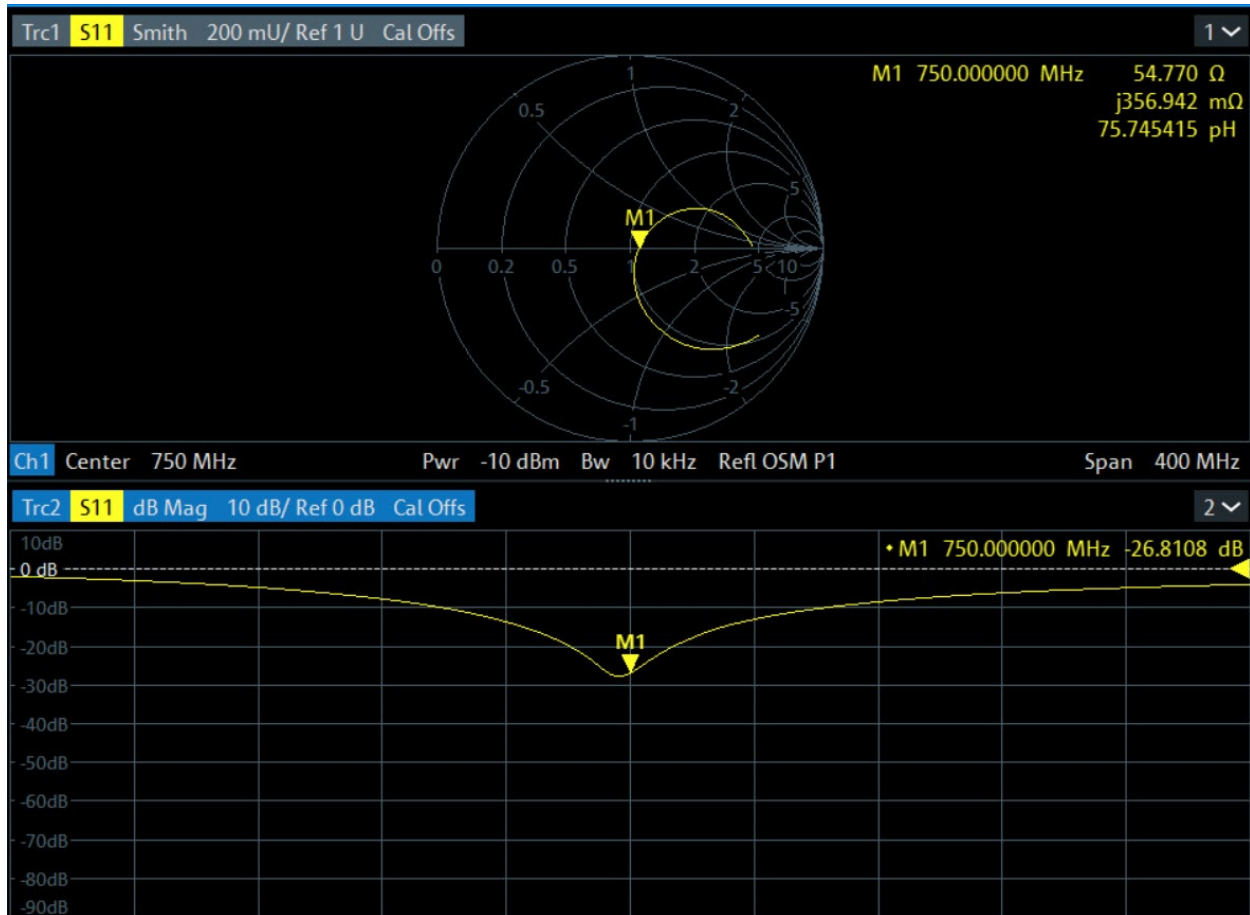 Trc1 S11 Smith 200 mU/ Ref 1 U Cal Offs 1
M1 750.000000 MHz 54.770 Ω
j356.942 mΩ
75.745415 pH
1
0.5 2
5
M1
0 0.2 0.5 1 2 5 10
-5
-0.5 -2
-1
Ch1 Center 750 MHz Pwr -10 dBm Bw 10 kHz Refl OSM P1 Span 400 MHz
Trc2 S11 dB Mag 10 dB/ Ref 0 dB Cal Offs 2
10dB
M1 750.000000 MHz -26.8108 dB
0 dB
-10dB
M1
-20dB
-30dB
-40dB
-50dB
-60dB
-70dB
-80dB
-90dB